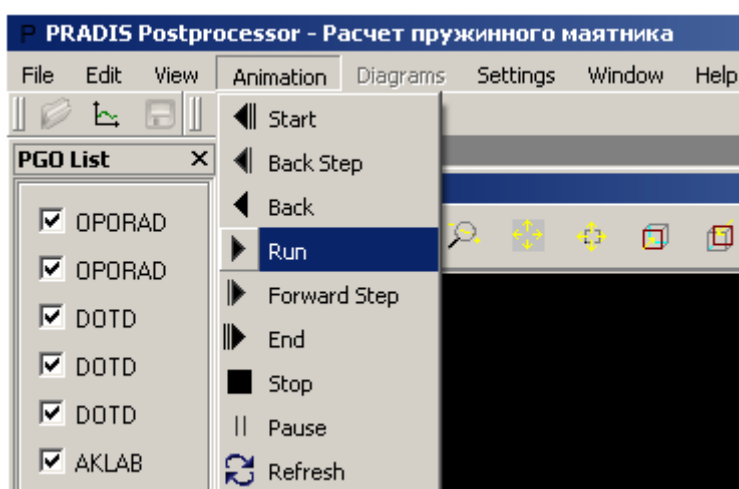 PRADIS Postprocessor - Расчет пружинного маятника
File Edit View Animation Diagrams Settings Window Help
Start
PGO List
Back Step
Back
OPORAD
Run
OPORAD
Forward Step
DOTD
End
DOTD
Stop
DOTD
Pause
AKLAB
Refresh